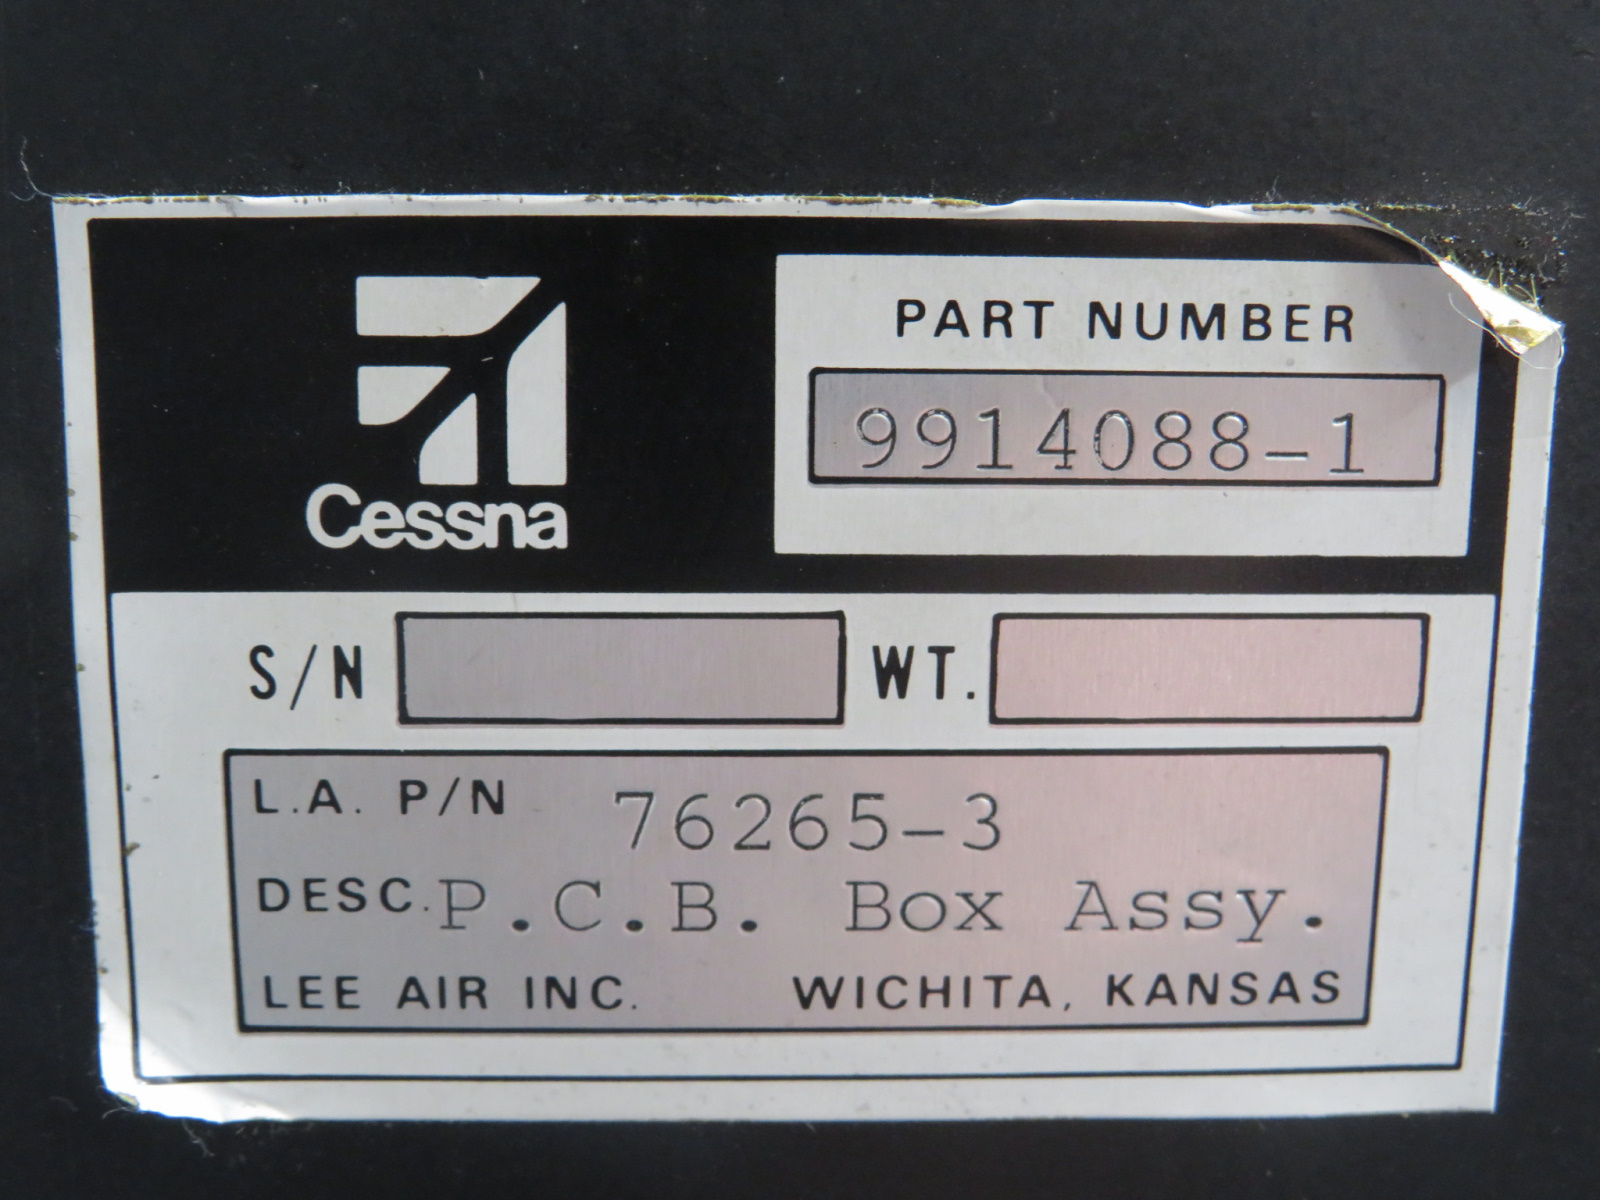 PART NUMBER
9914088-1
Cessna
S/N WT.
L.A. P/N 76265-3
DESC. P.C.B. Box Assy.
LEE AIR INC. WICHITA, KANSAS